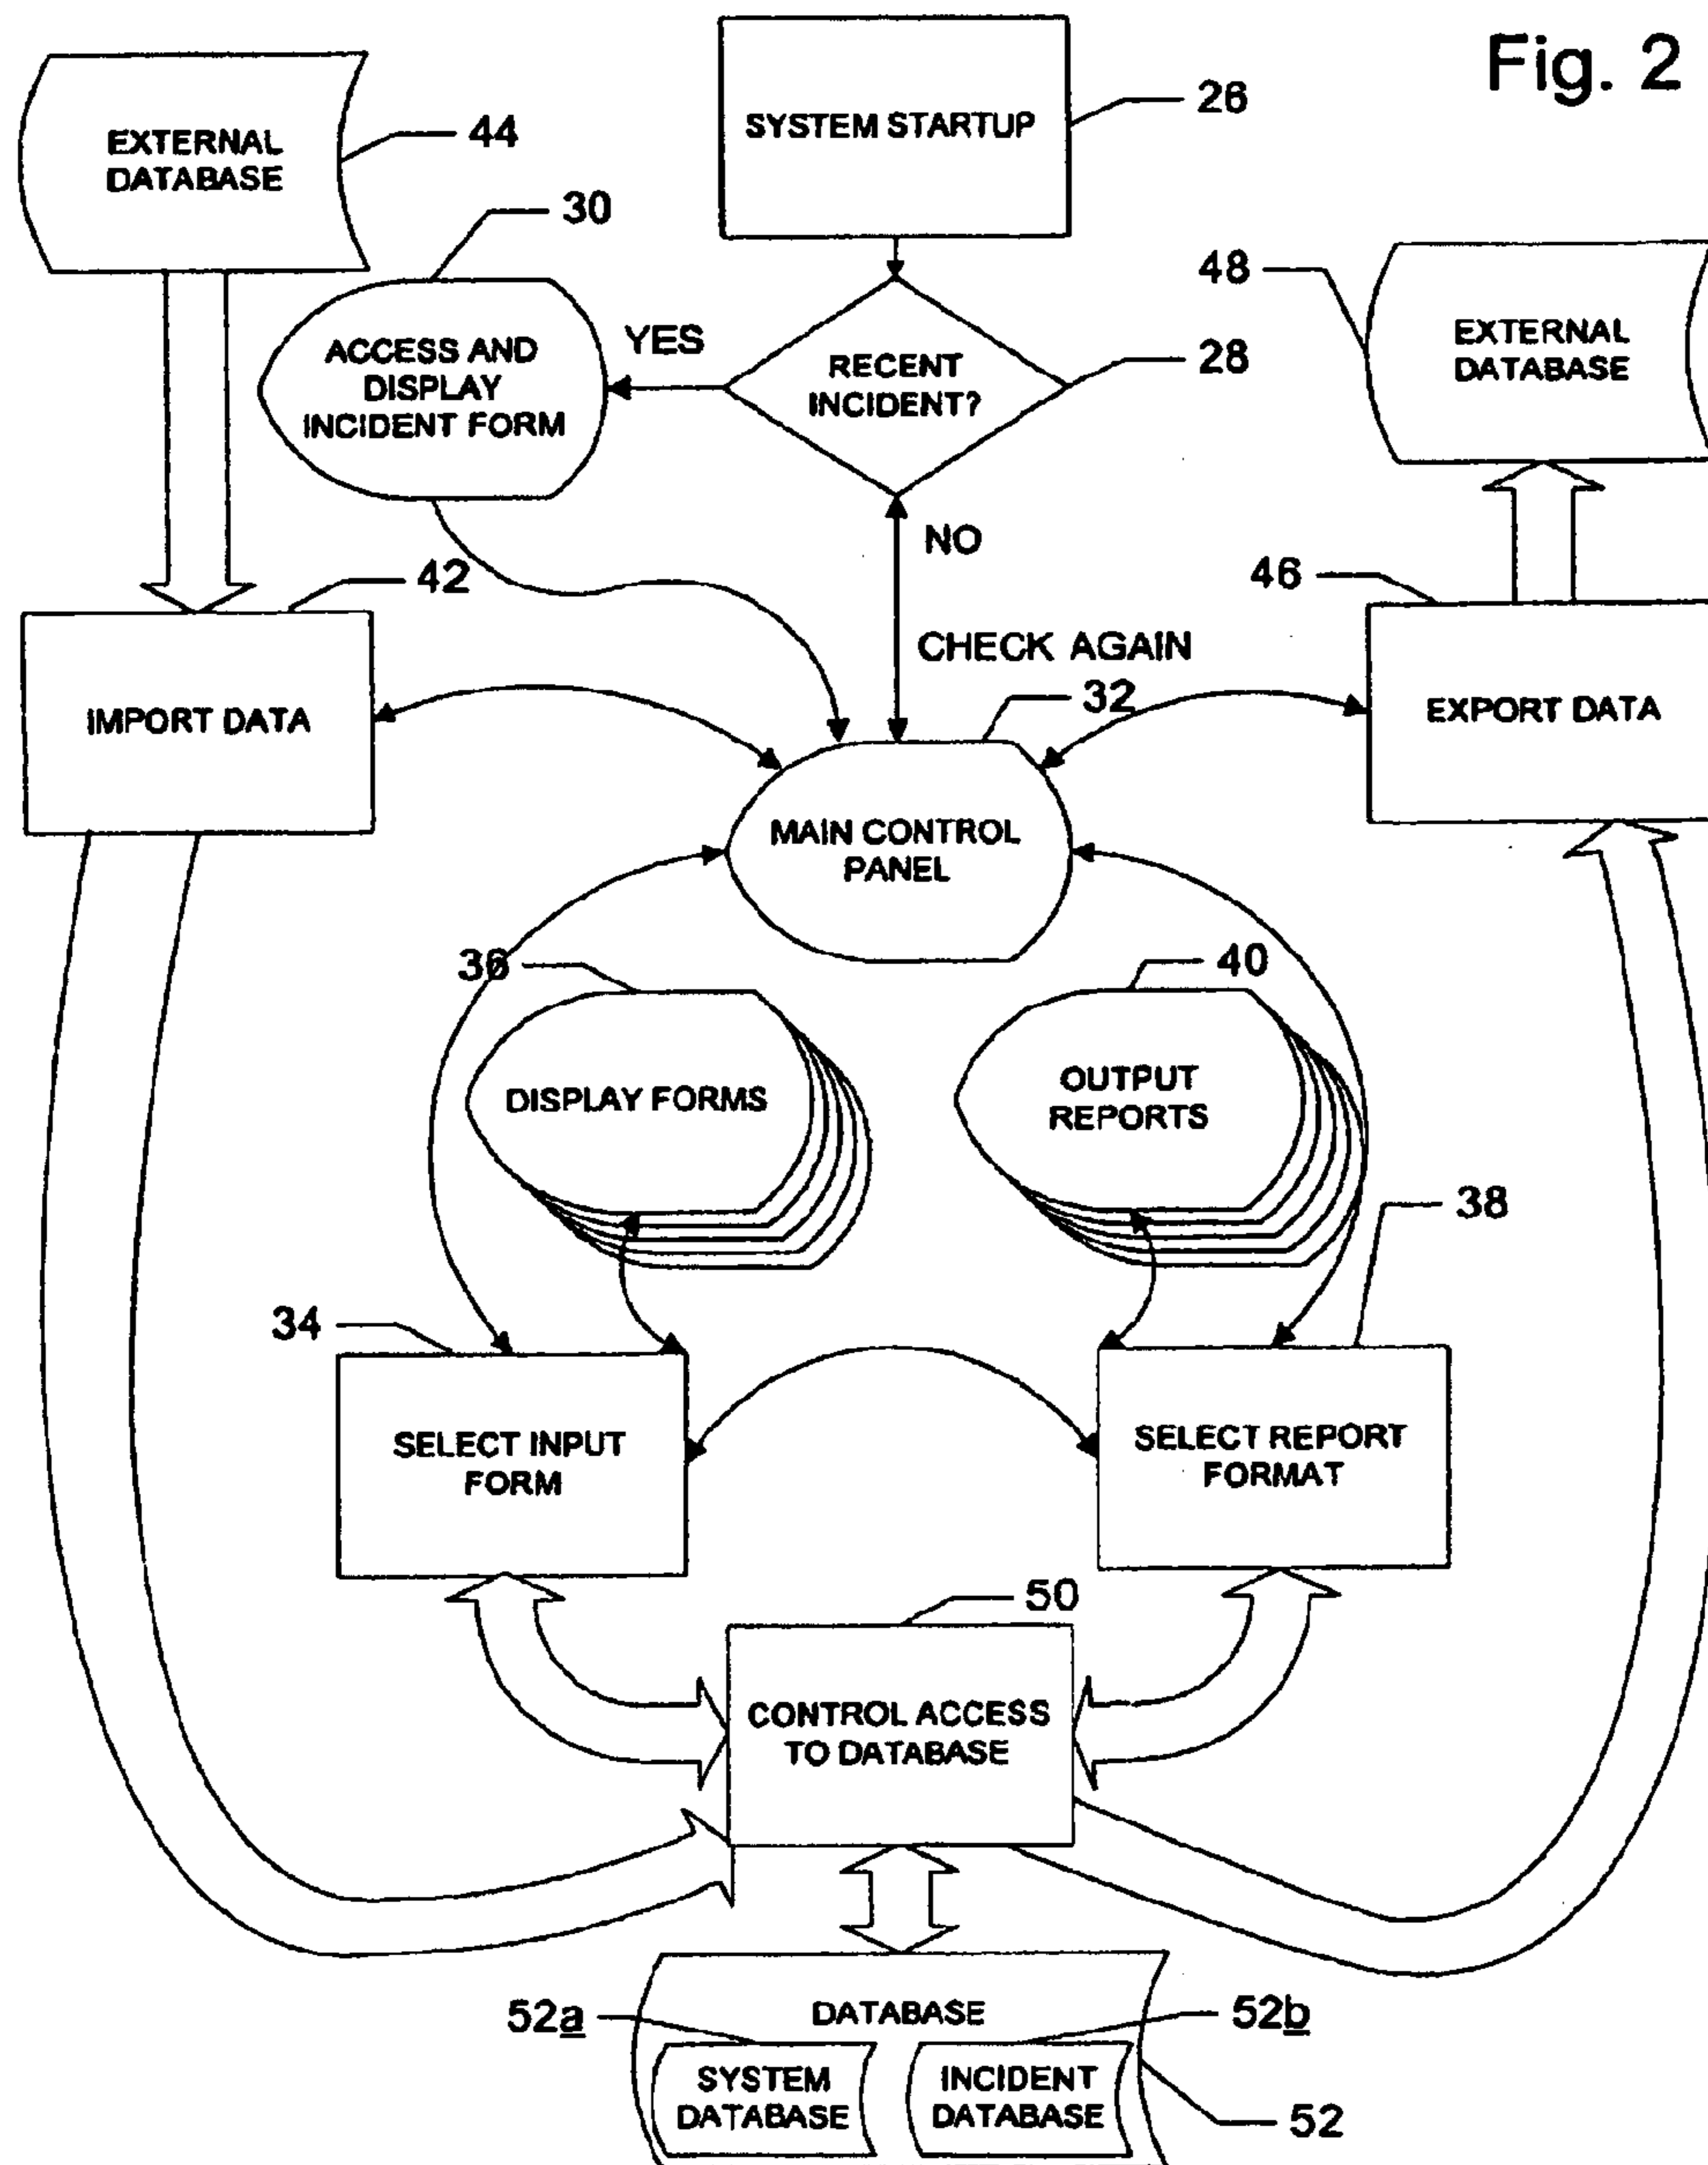 Fig. 2
SYSTEM STARTUP
26
EXTERNAL
DATABASE
44
30
ACCESS AND
DISPLAY
INCIDENT FORM
YES
RECENT
INCIDENT?
28
48
EXTERNAL
DATABASE
NO
42
46
CHECK AGAIN
IMPORT DATA
32
EXPORT DATA
MAIN CONTROL
PANEL
36
40
DISPLAY FORMS
OUTPUT
REPORTS
38
34
SELECT INPUT
FORM
SELECT REPORT
FORMAT
50
CONTROL ACCESS
TO DATABASE
52a
DATABASE
52b
SYSTEM
DATABASE
INCIDENT
DATABASE
52